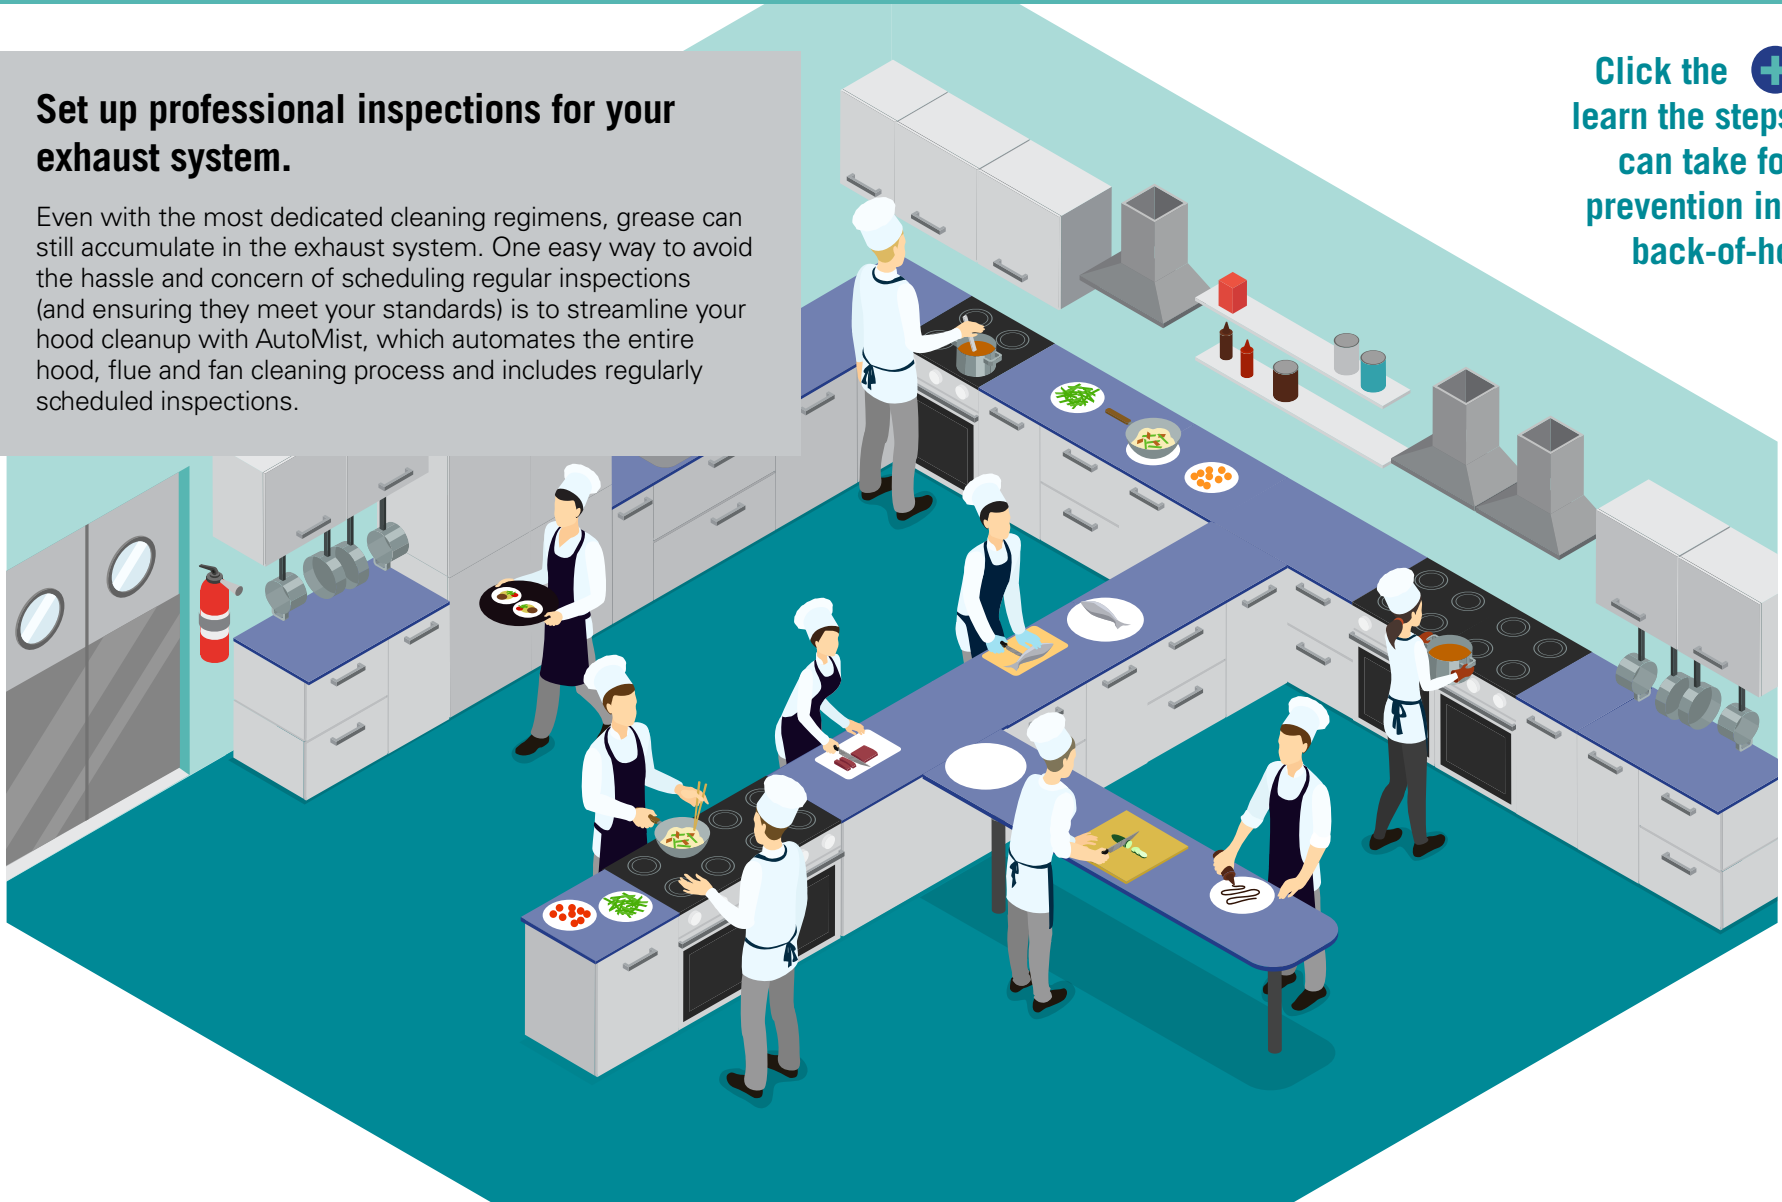 Set up professional inspections for your
exhaust system.
Even with the most dedicated cleaning regimens, grease can
still accumulate in the exhaust system. One easy way to avoid
the hassle and concern of scheduling regular inspections
(and ensuring they meet your standards) is to streamline your
hood cleanup with AutoMist, which automates the entire
hood, flue and fan cleaning process and includes regularly
scheduled inspections.
Click the
learn the steps
can take fo
prevention in
back-of-ho